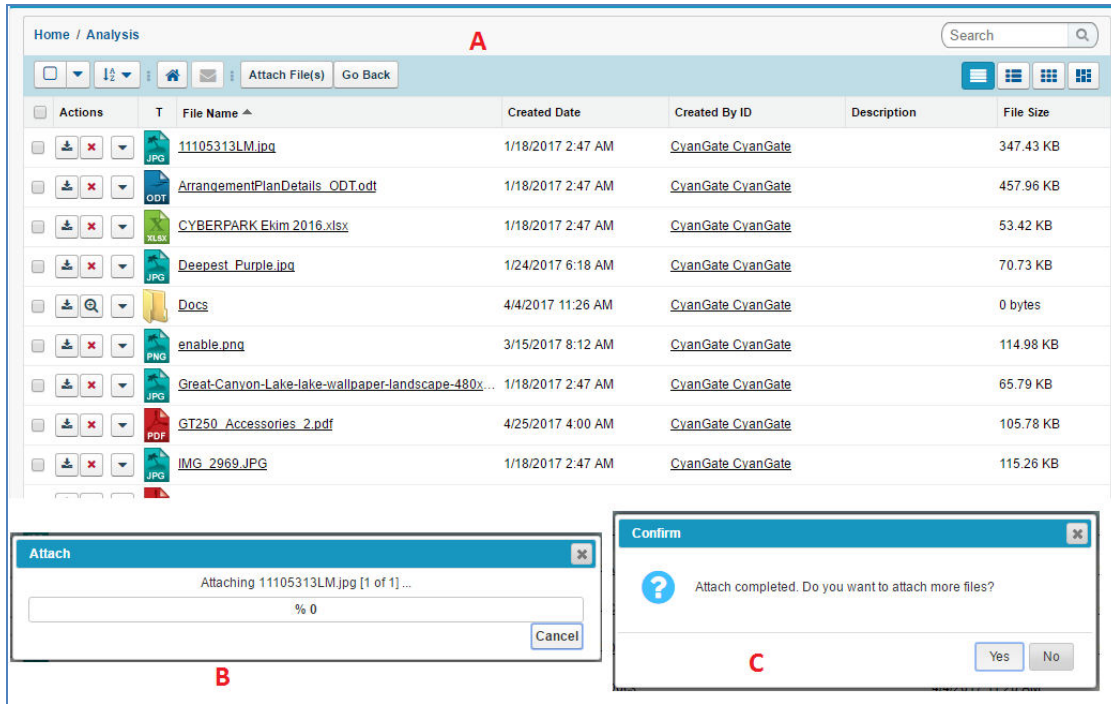 Home / Analysis
A
Search
Attach File(s) Go Back
Actions T File Name Created Date Created By ID Description File Size
JPG 11105313LM.jpg 1/18/2017 2:47 AM CyanGate CyanGate 347.43 KB
ODT ArrangementPlanDetails_ODT.odt 1/18/2017 2:47 AM CyanGate CyanGate 457.96 KB
XLSX CYBERPARK Ekim 2016.xlsx 1/18/2017 2:47 AM CyanGate CyanGate 53.42 KB
JPG Deepest_Purple.jpg 1/24/2017 6:18 AM CyanGate CyanGate 70.73 KB
Docs 4/4/2017 11:26 AM CyanGate CyanGate 0 bytes
PNG enable.png 3/15/2017 8:12 AM CyanGate CyanGate 114.98 KB
JPG Great-Canyon-Lake-lake-wallpaper-landscape-480x... 1/18/2017 2:47 AM CyanGate CyanGate 65.79 KB
PDF GT250_Accessories_2.pdf 4/25/2017 4:00 AM CyanGate CyanGate 105.78 KB
JPG IMG_2969.JPG 1/18/2017 2:47 AM CyanGate CyanGate 115.26 KB
Attach
Attaching 11105313LM.jpg [1 of 1] ...
% 0
Cancel
B
Confirm
Attach completed. Do you want to attach more files?
Yes No
C